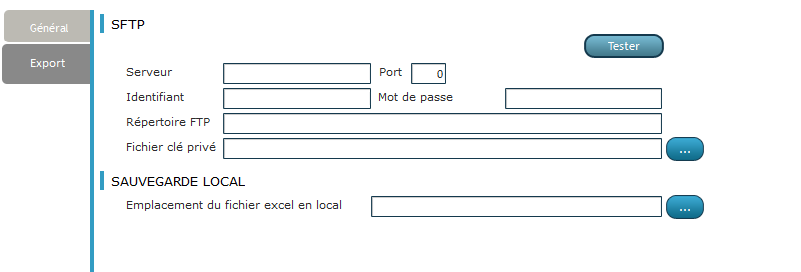 Général
Export
SFTP
Tester
Serveur
Port 0
Identifiant
Mot de passe
Répertoire FTP
Fichier clé privé
...
SAUVEGARDE LOCAL
Emplacement du fichier excel en local
...